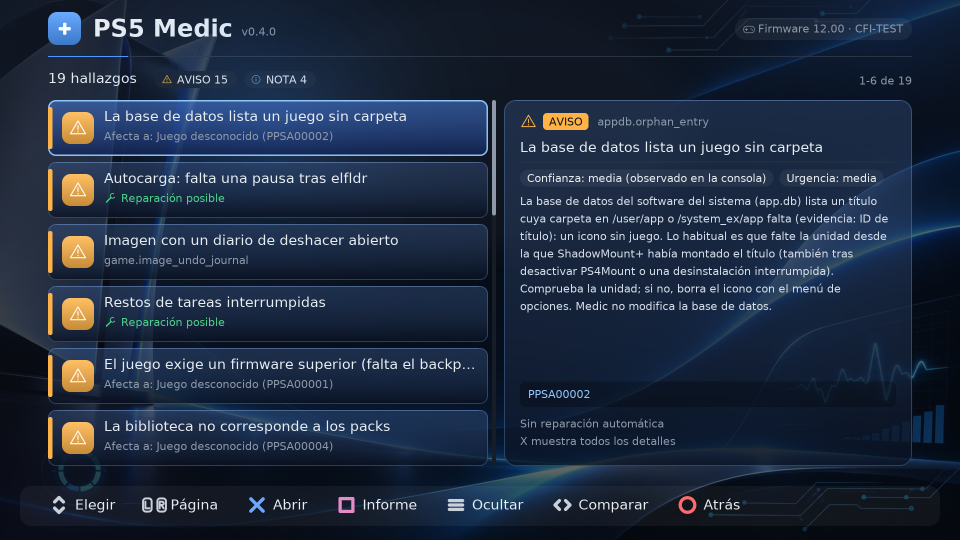 PS5 Medic v0.4.0
Firmware 12.00 · CFI-TEST
19 hallazgos
AVISO 15
NOTA 4
1-6 de 19
La base de datos lista un juego sin carpeta
Afecta a: Juego desconocido (PPSA00002)
Autocarga: falta una pausa tras elfldr
Reparación posible
Imagen con un diario de deshacer abierto
game.image_undo_journal
Restos de tareas interrumpidas
Reparación posible
El juego exige un firmware superior (falta el backp...
Afecta a: Juego desconocido (PPSA00001)
La biblioteca no corresponde a los packs
Afecta a: Juego desconocido (PPSA00004)
AVISO appdb.orphan_entry
La base de datos lista un juego sin carpeta
Confianza: media (observado en la consola)
Urgencia: media
La base de datos del software del sistema (app.db) lista un título
cuya carpeta en /user/app o /system_ex/app falta (evidencia: ID de
título): un icono sin juego. Lo habitual es que falte la unidad desde
la que ShadowMount+ había montado el título (también tras
desactivar PS4Mount o una desinstalación interrumpida).
Comprueba la unidad; si no, borra el icono con el menú de
opciones. Medic no modifica la base de datos.
PPSA00002
Sin reparación automática
X muestra todos los detalles
Elegir
L R Página
Abrir
Informe
Ocultar
Comparar
Atrás